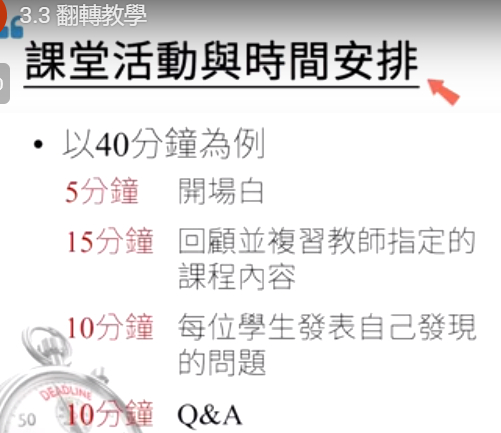 3.3 翻轉教學
課堂活動與時間安排
• 以40分鐘為例
5分鐘 開場白
15分鐘 回顧並複習教師指定的
課程內容
10分鐘 每位學生發表自己發現
的問題
DEADLINE
50
10分鐘 Q&A